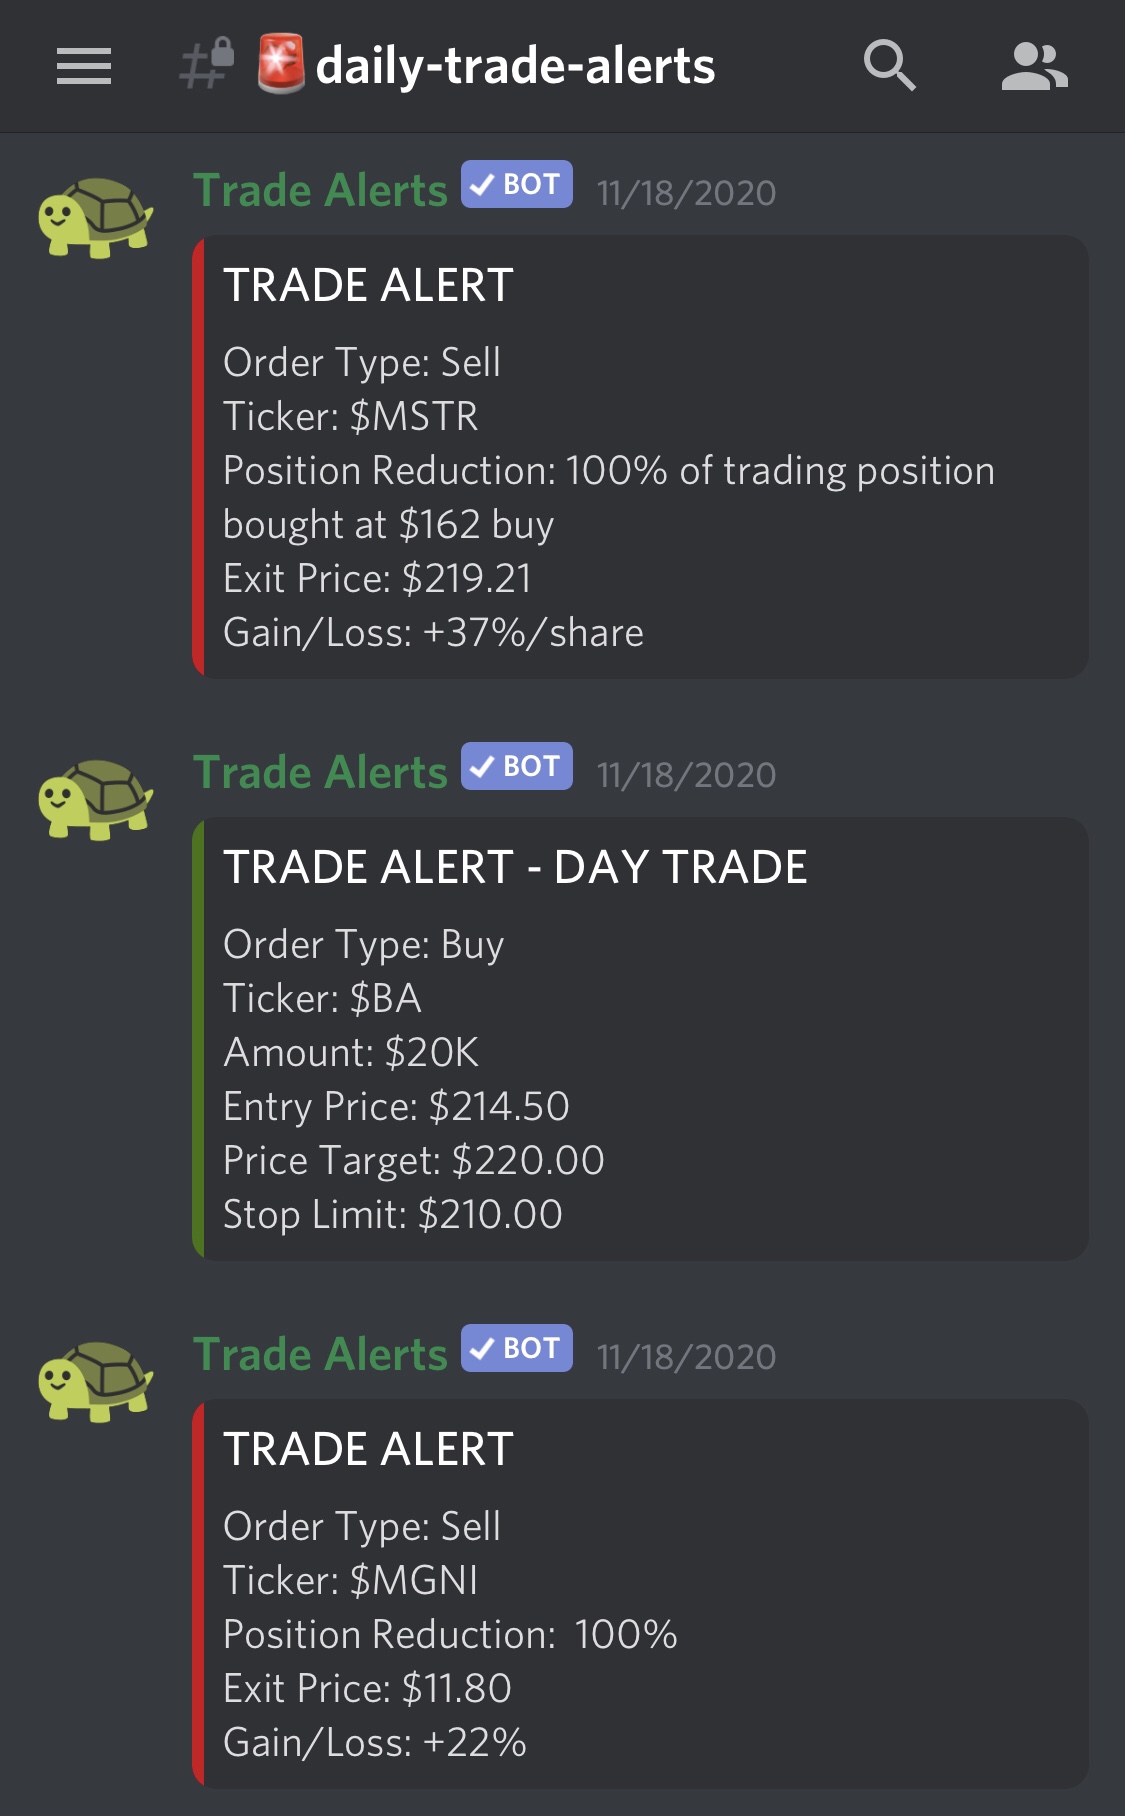 daily-trade-alerts
Trade Alerts BOT 11/18/2020
TRADE ALERT
Order Type: Sell
Ticker: $MSTR
Position Reduction: 100% of trading position
bought at $162 buy
Exit Price: $219.21
Gain/Loss: +37%/share
Trade Alerts BOT 11/18/2020
TRADE ALERT - DAY TRADE
Order Type: Buy
Ticker: $BA
Amount: $20K
Entry Price: $214.50
Price Target: $220.00
Stop Limit: $210.00
Trade Alerts BOT 11/18/2020
TRADE ALERT
Order Type: Sell
Ticker: $MGNI
Position Reduction:  100%
Exit Price: $11.80
Gain/Loss: +22%